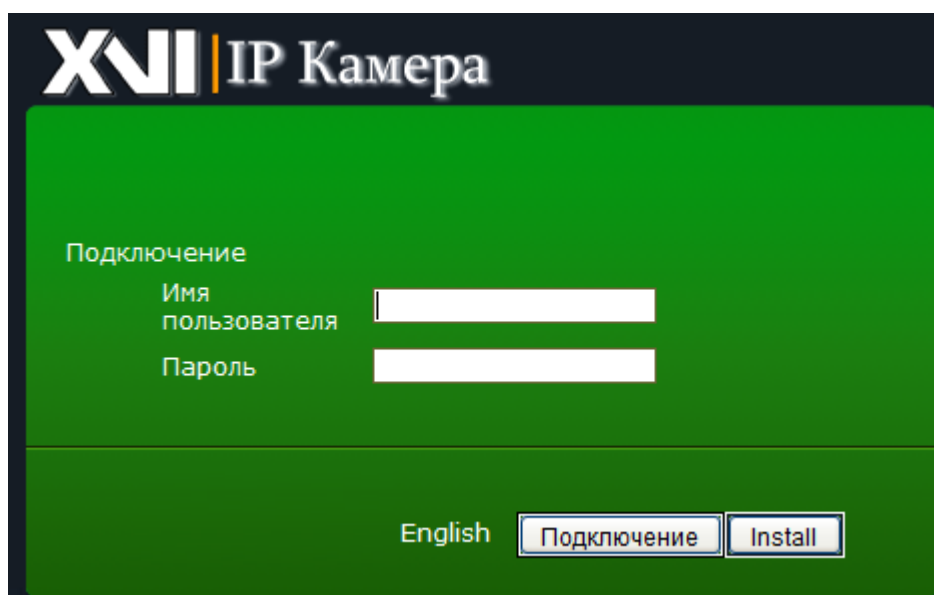 XVI IP Камера
Подключение
Имя
пользователя
Пароль
English Подключение Install